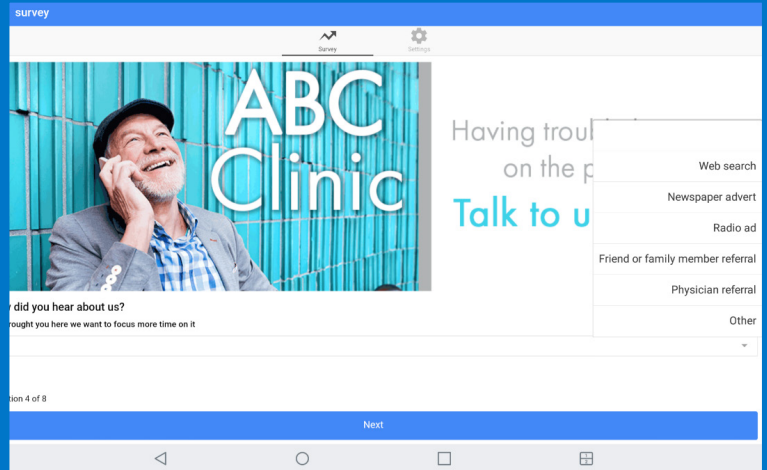 survey
Survey
Settings
ABC
Clinic
Having troub
on the p
Talk to u
Web search
Newspaper advert
Radio ad
Friend or family member referral
Physician referral
Other
did you hear about us?
rought you here we want to focus more time on it
tion 4 of 8
Next